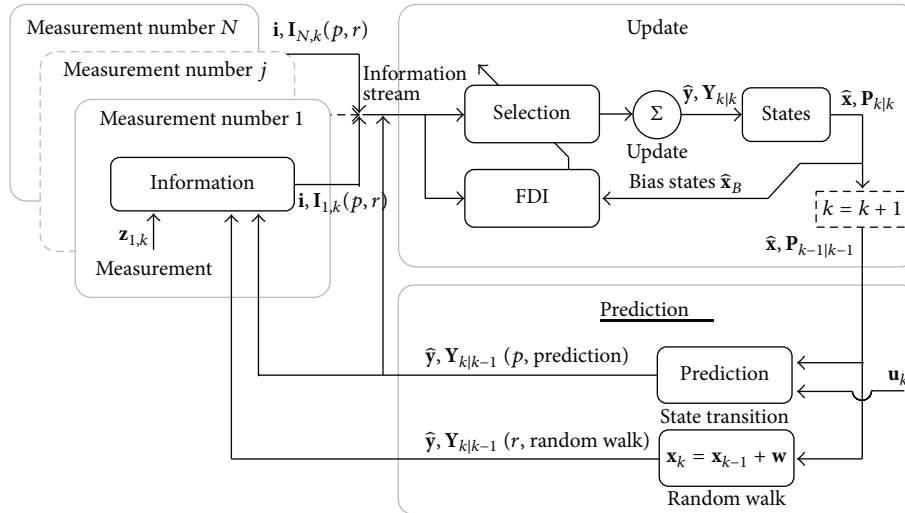 Measurement number N
i, I_{N,k}(p, r)
Measurement number j
Measurement number 1
Information
i, I_{1,k}(p, r)
z_{1,k}
Measurement
Information
stream
Update
Selection
Σ
Update
ŷ, Y_{k|k}
States
x̂, P_{k|k}
FDI
Bias states x̂_B
k = k + 1
x̂, P_{k−1|k−1}
Prediction
ŷ, Y_{k|k−1} (p, prediction)
Prediction
u_k
State transition
ŷ, Y_{k|k−1} (r, random walk)
x_k = x_{k−1} + w
Random walk